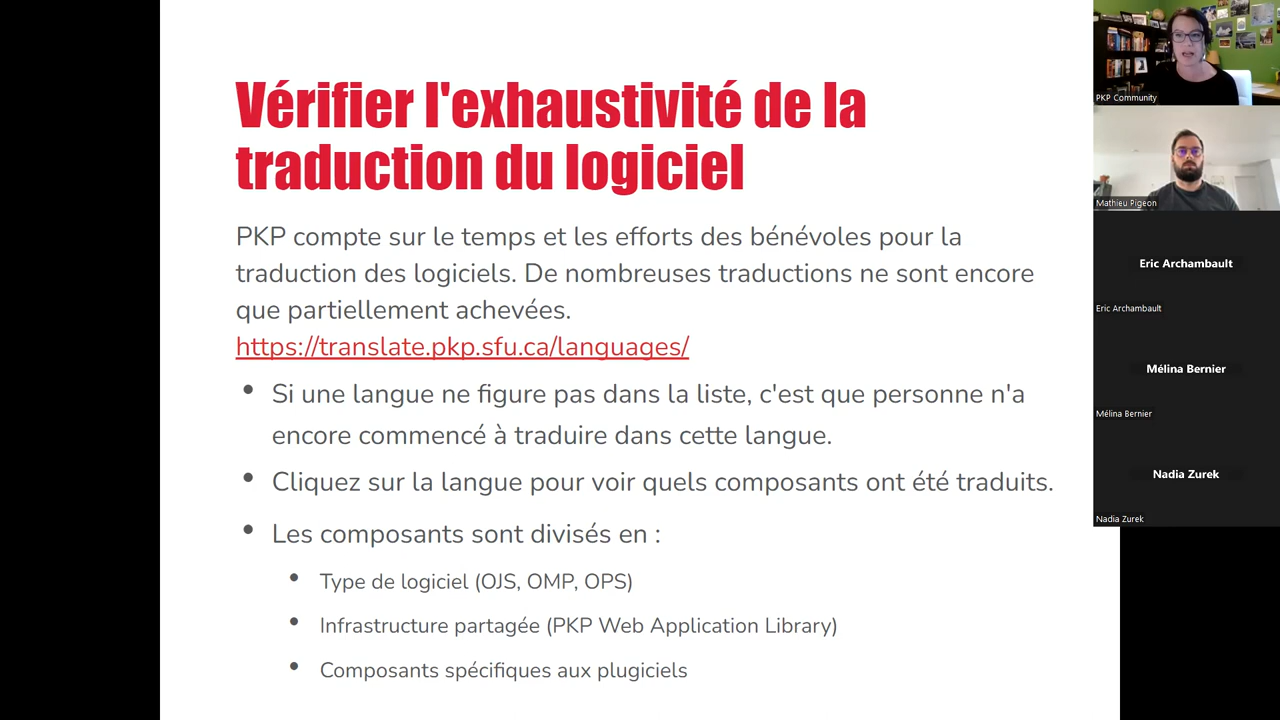 Vérifier l'exhaustivité de la
traduction du logiciel
PKP compte sur le temps et les efforts des bénévoles pour la
traduction des logiciels. De nombreuses traductions ne sont encore
que partiellement achevées.
https://translate.pkp.sfu.ca/languages/
• Si une langue ne figure pas dans la liste, c'est que personne n'a
encore commencé à traduire dans cette langue.
• Cliquez sur la langue pour voir quels composants ont été traduits.
• Les composants sont divisés en :
• Type de logiciel (OJS, OMP, OPS)
• Infrastructure partagée (PKP Web Application Library)
• Composants spécifiques aux plugiciels
PKP Community
Mathieu Pigeon
Eric Archambault
Eric Archambault
Mélina Bernier
Mélina Bernier
Nadia Zurek
Nadia Zurek